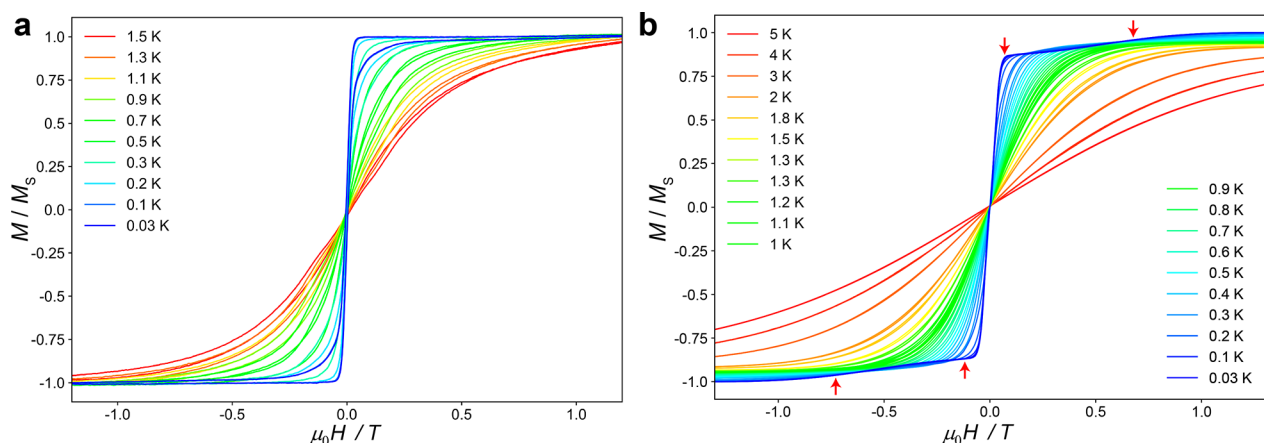 a
1.5 K
1.3 K
1.1 K
0.9 K
0.7 K
0.5 K
0.3 K
0.2 K
0.1 K
0.03 K
M / MS
1.0
0.75
0.5
0.25
0.0
-0.25
-0.5
-0.75
-1.0
-1.0
-0.5
0.0
0.5
1.0
μ0H / T
b
5 K
4 K
3 K
2 K
1.8 K
1.5 K
1.3 K
1.3 K
1.2 K
1.1 K
1 K
0.9 K
0.8 K
0.7 K
0.6 K
0.5 K
0.4 K
0.3 K
0.2 K
0.1 K
0.03 K
M / MS
1.0
0.75
0.5
0.25
0.0
-0.25
-0.5
-0.75
-1.0
-1.0
-0.5
0.0
0.5
1.0
μ0H / T